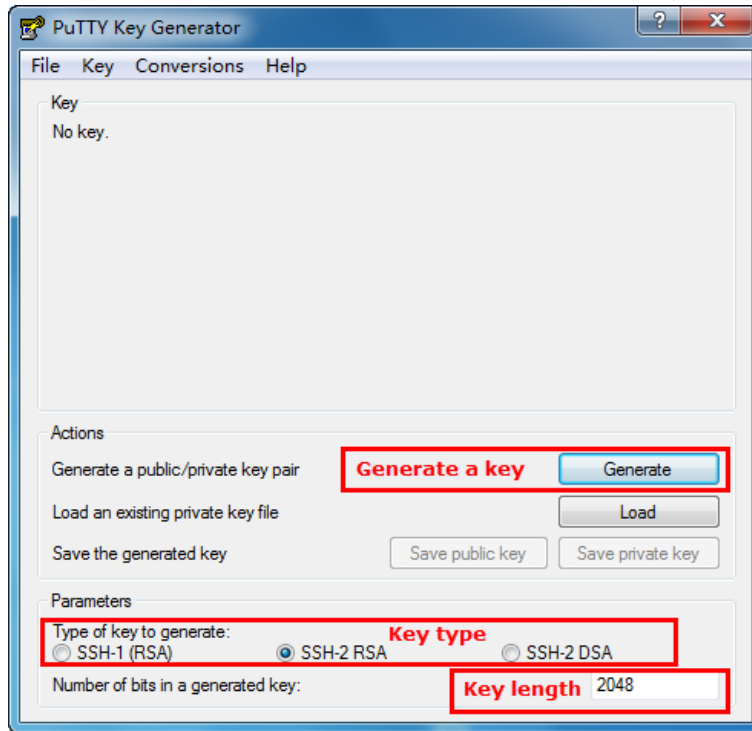 PuTTY Key Generator
?
X
File Key Conversions Help
Key
No key.
Actions
Generate a public/private key pair Generate a key Generate
Load an existing private key file Load
Save the generated key Save public key Save private key
Parameters
Type of key to generate: Key type
SSH-1 (RSA) SSH-2 RSA SSH-2 DSA
Number of bits in a generated key: Key length 2048